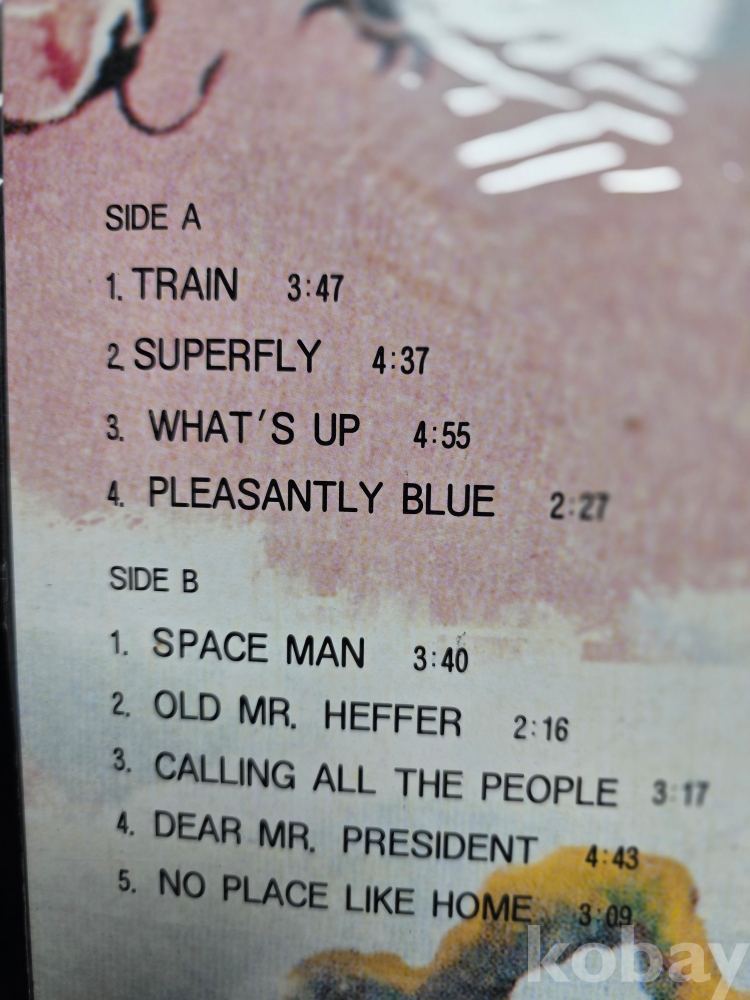 SIDE A
1. TRAIN 3:47
2. SUPERFLY 4:37
3. WHAT'S UP 4:55
4. PLEASANTLY BLUE 2:27
SIDE B
1. SPACE MAN 3:40
2. OLD MR. HEFFER 2:16
3. CALLING ALL THE PEOPLE 3:17
4. DEAR MR. PRESIDENT 4:43
5. NO PLACE LIKE HOME 3:09
kobay